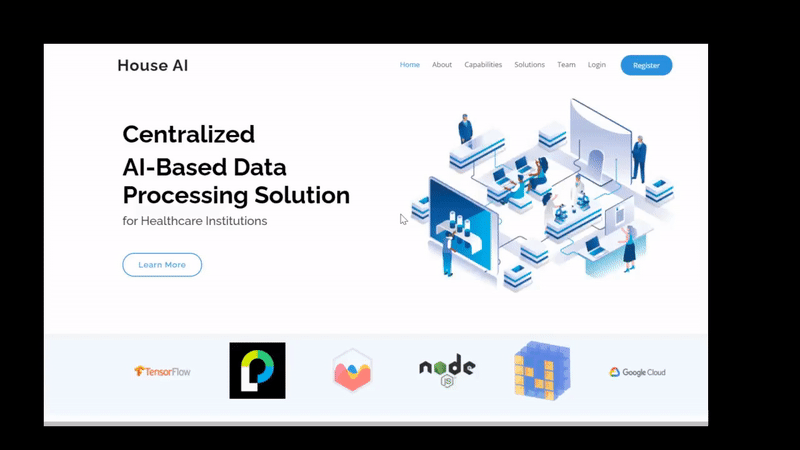 House AI
Home About Capabilities Solutions Team Login Register
Centralized
AI-Based Data
Processing Solution
for Healthcare Institutions
Learn More
TensorFlow
node
JS
Google Cloud